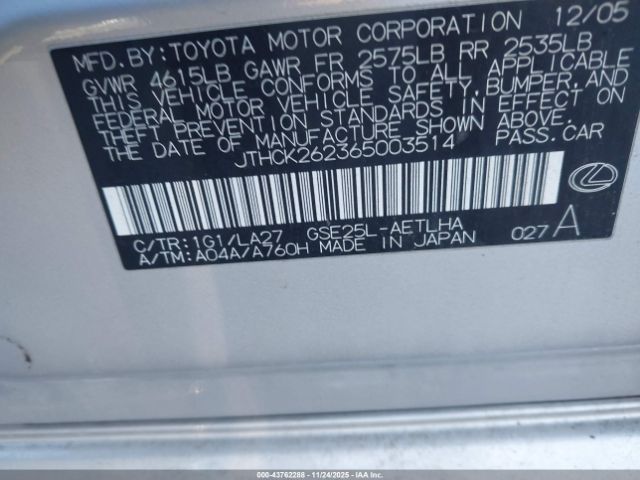 MFD. BY: TOYOTA MOTOR CORPORATION 12/05
GVWR 4615LB GAWR FR 2575LB RR 2535LB
THIS VEHICLE CONFORMS TO ALL APPLICABLE
FEDERAL MOTOR VEHICLE SAFETY, BUMPER, AND
THEFT PREVENTION STANDARDS IN EFFECT ON
THE DATE OF MANUFACTURE SHOWN ABOVE.
JTHCK262365003514 PASS. CAR
C/TR: 1G1/LA27 GSE25L-AETLHA
A/TM: A04A/A760H MADE IN JAPAN 027 A
000-43762288 - 11/24/2025 - IAA Inc.